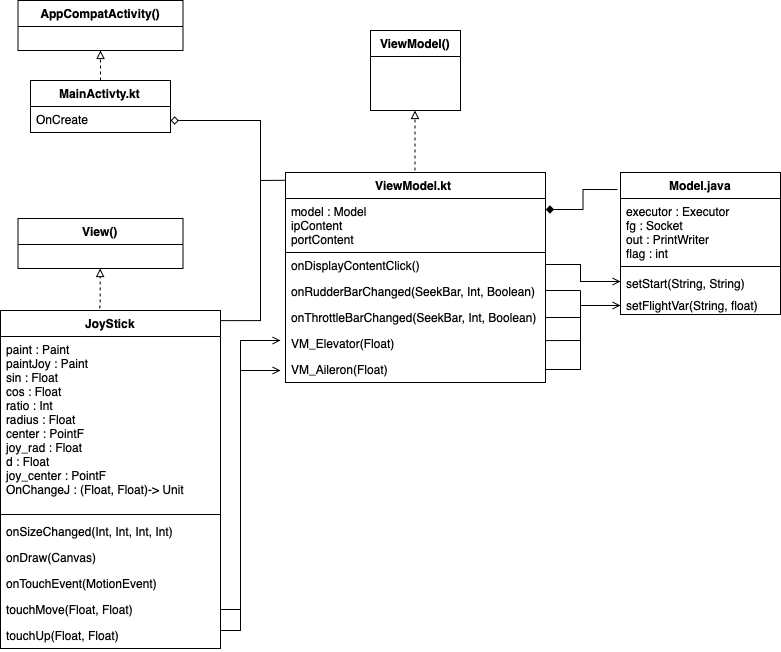 AppCompatActivity()
MainActivty.kt
OnCreate
View()
JoyStick
paint : Paint
paintJoy : Paint
sin : Float
cos : Float
ratio : Int
radius : Float
center : PointF
joy_rad : Float
d : Float
joy_center : PointF
OnChangeJ : (Float, Float)-> Unit
onSizeChanged(Int, Int, Int, Int)
onDraw(Canvas)
onTouchEvent(MotionEvent)
touchMove(Float, Float)
touchUp(Float, Float)
ViewModel()
ViewModel.kt
model : Model
ipContent
portContent
onDisplayContentClick()
onRudderBarChanged(SeekBar, Int, Boolean)
onThrottleBarChanged(SeekBar, Int, Boolean)
VM_Elevator(Float)
VM_Aileron(Float)
Model.java
executor : Executor
fg : Socket
out : PrintWriter
flag : int
setStart(String, String)
setFlightVar(String, float)